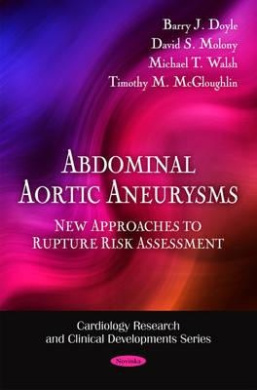 Barry J. Doyle
David S. Molony
Michael T. Walsh
Timothy M. McGloughlin
ABDOMINAL
AORTIC ANEURYSMS
NEW APPROACHES TO
RUPTURE RISK ASSESSMENT
Cardiology Research
and Clinical Developments Series
Novinka